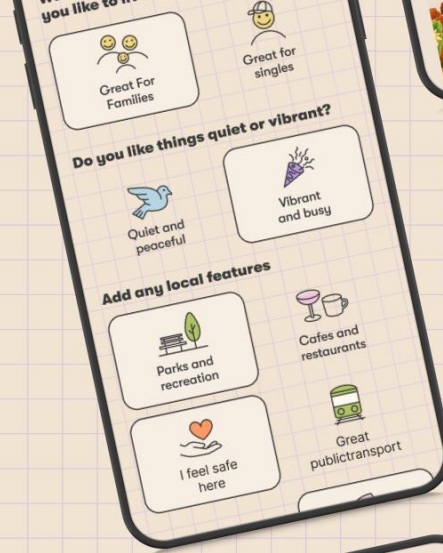 you like to
Great For
Families
Great for
singles
Do you like things quiet or vibrant?
Quiet and
peaceful
Vibrant
and busy
Add any local features
Parks and
recreation
Cafes and
restaurants
I feel safe
here
Great
publictransport